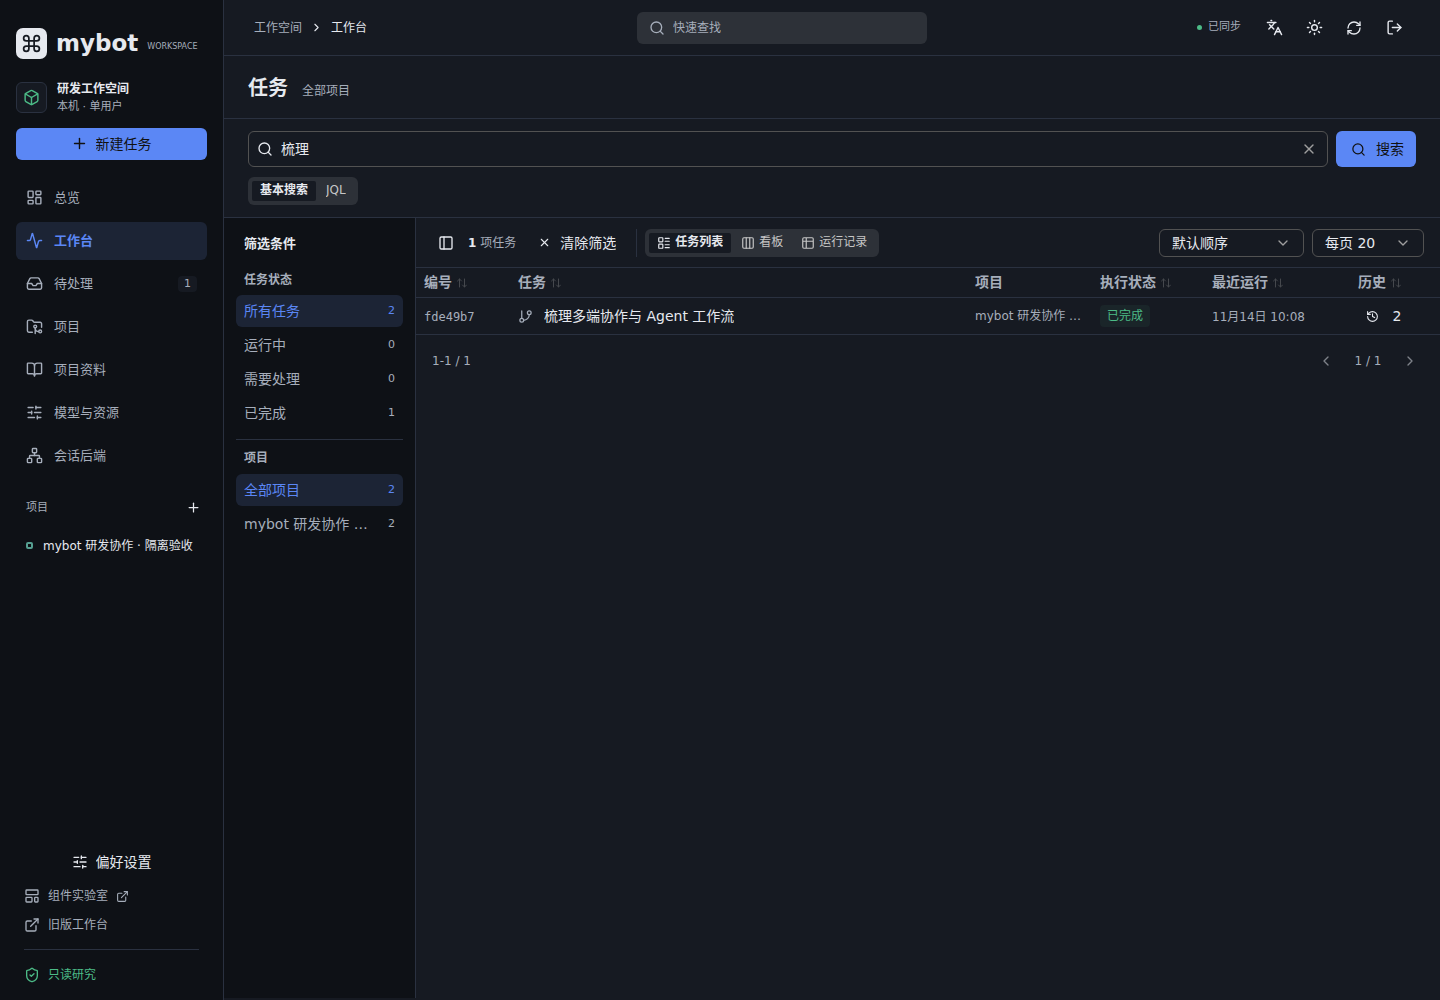 mybot WORKSPACE
研发工作空间
本机 · 单用户
新建任务
总览
工作台
待处理 1
项目
项目资料
模型与资源
会话后端
项目
mybot 研发协作 · 隔离验收
偏好设置
组件实验室
旧版工作台
只读研究
工作空间 工作台
快速查找
已同步
任务 全部项目
梳理
搜索
基本搜索 JQL
筛选条件
任务状态
所有任务 2
运行中 0
需要处理 0
已完成 1
项目
全部项目 2
mybot 研发协作 ... 2
1 项任务 清除筛选 任务列表 看板 运行记录 默认顺序 每页 20
编号 任务 项目 执行状态 最近运行 历史
fde49b7 梳理多端协作与 Agent 工作流 mybot 研发协作 ... 已完成 11月14日 10:08 2
1-1 / 1 1 / 1